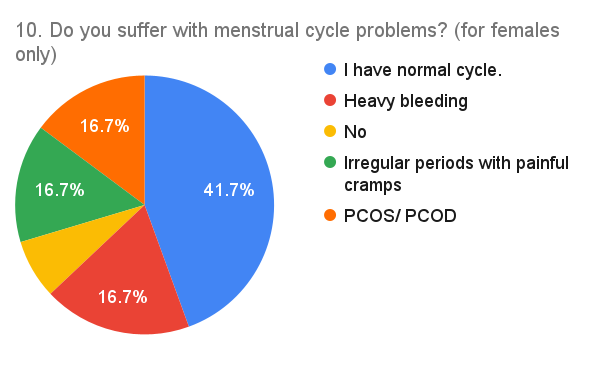 10. Do you suffer with menstrual cycle problems? (for females
only)
I have normal cycle.
Heavy bleeding
No
Irregular periods with painful
cramps
PCOS/ PCOD
16.7%
16.7%
41.7%
16.7%